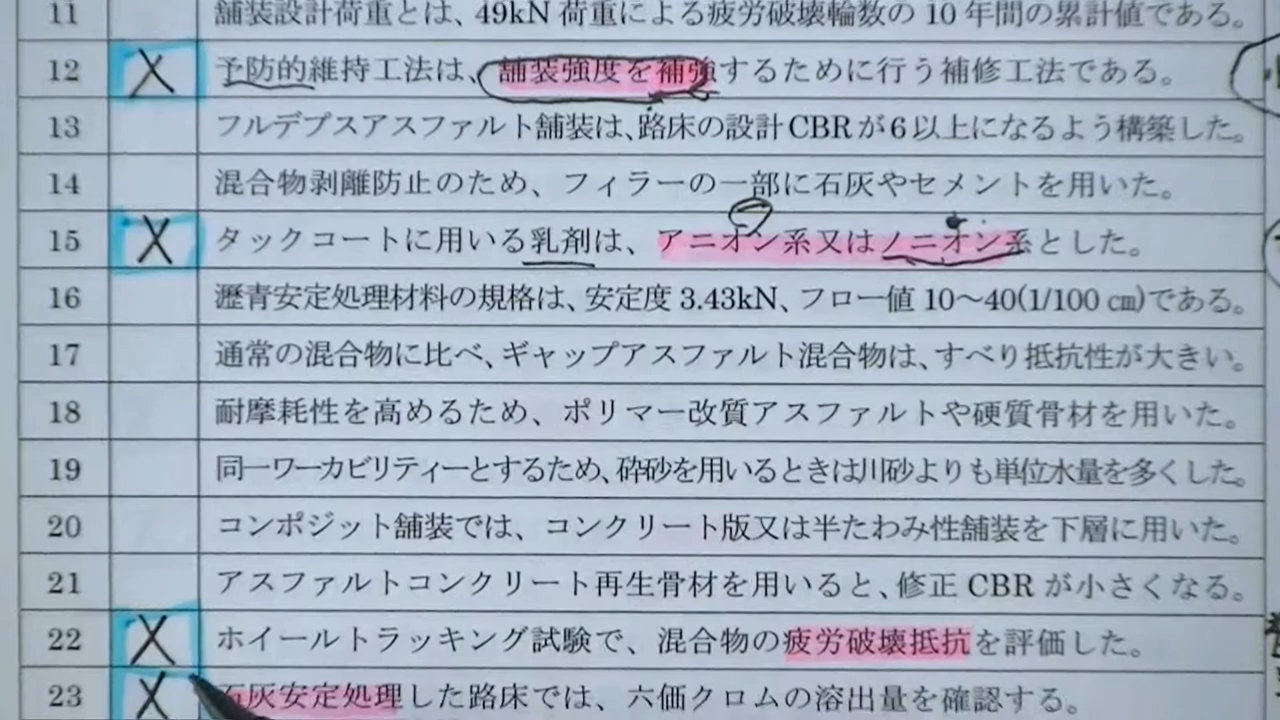 11 舗装設計荷重とは、49kN 荷重による疲労破壊輪数の 10 年間の累計値である。
12 X 予防的維持工法は、舗装強度を補強するために行う補修工法である。
13 フルデプスアスファルト舗装は、路床の設計 CBR が 6 以上になるよう構築した。
14 混合物剥離防止のため、フィラーの一部に石灰やセメントを用いた。
15 X タックコートに用いる乳剤は、アニオン系又はノニオン系とした。
16 瀝青安定処理材料の規格は、安定度 3.43kN、フロー値 10〜40(1/100 ㎝)である。
17 通常の混合物に比べ、ギャップアスファルト混合物は、すべり抵抗性が大きい。
18 耐摩耗性を高めるため、ポリマー改質アスファルトや硬質骨材を用いた。
19 同一ワーカビリティーとするため、砕砂を用いるときは川砂よりも単位水量を多くした。
20 コンポジット舗装では、コンクリート版又は半たわみ性舗装を下層に用いた。
21 アスファルトコンクリート再生骨材を用いると、修正 CBR が小さくなる。
22 X ホイールトラッキング試験で、混合物の疲労破壊抵抗を評価した。
23 X 石灰安定処理した路床では、六価クロムの溶出量を確認する。